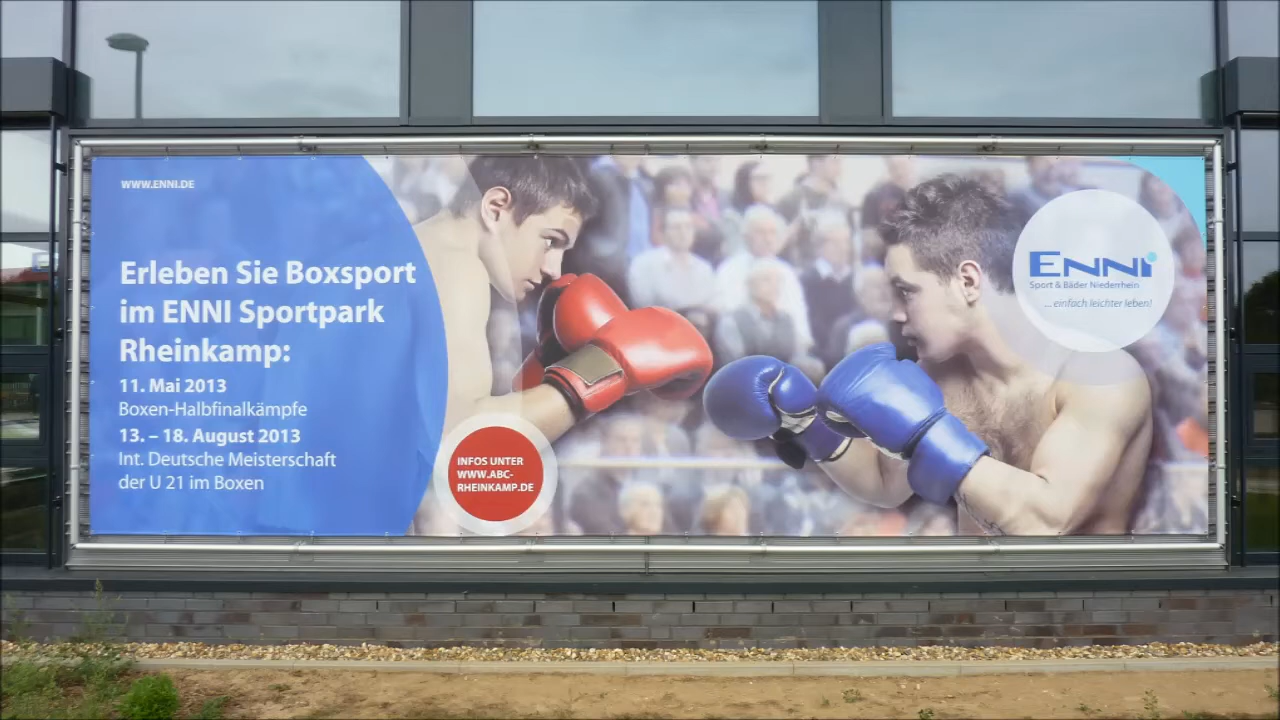 WWW.ENNI.DE
Erleben Sie Boxsport
im ENNI Sportpark
Rheinkamp:
11. Mai 2013
Boxen-Halbfinalkämpfe
13. – 18. August 2013
Int. Deutsche Meisterschaft
der U 21 im Boxen
INFOS UNTER
WWW.ABC-
RHEINKAMP.DE
ENNI
Sport & Bäder Niederrhein
... einfach leichter leben!